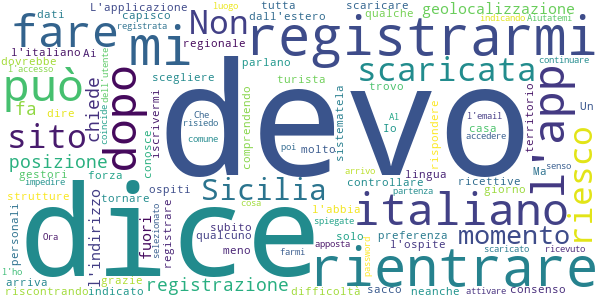 L'applicazione tutta scaricare geolocalizzazione
dati dall'estero qualche indicando Aiutatemi
fare capisco luogo Non registrarmi
dovrebbe registrata regionale parlano continuare
l'italiano Ai mi scegliere turista scaricata l'accesso
può chiede dopo conosce trovo dell'utente
sito fa dire coincide iscrivermi comprendendo devo sistematela rispondere l'app riesco
Che risiedo comune Al Io l'email casa accedere territorio Un
posizione poi molto lingua Ma senso
gestori forza ospiti Sicilia controllare ricettive arrivo partenza giorno
strutture tornare qualcuno cosa solo l'abbia italiano
impedire l'indirizzo fuori registrare selezionato subito spiegate preferenza momento
personali Ora dice meno farmi apposta l'ospite password scaricato ricevuto
arriva l'ho grazie registrazione rientrare
riscontrando indicato difficoltà sacco neanche attivare consenso